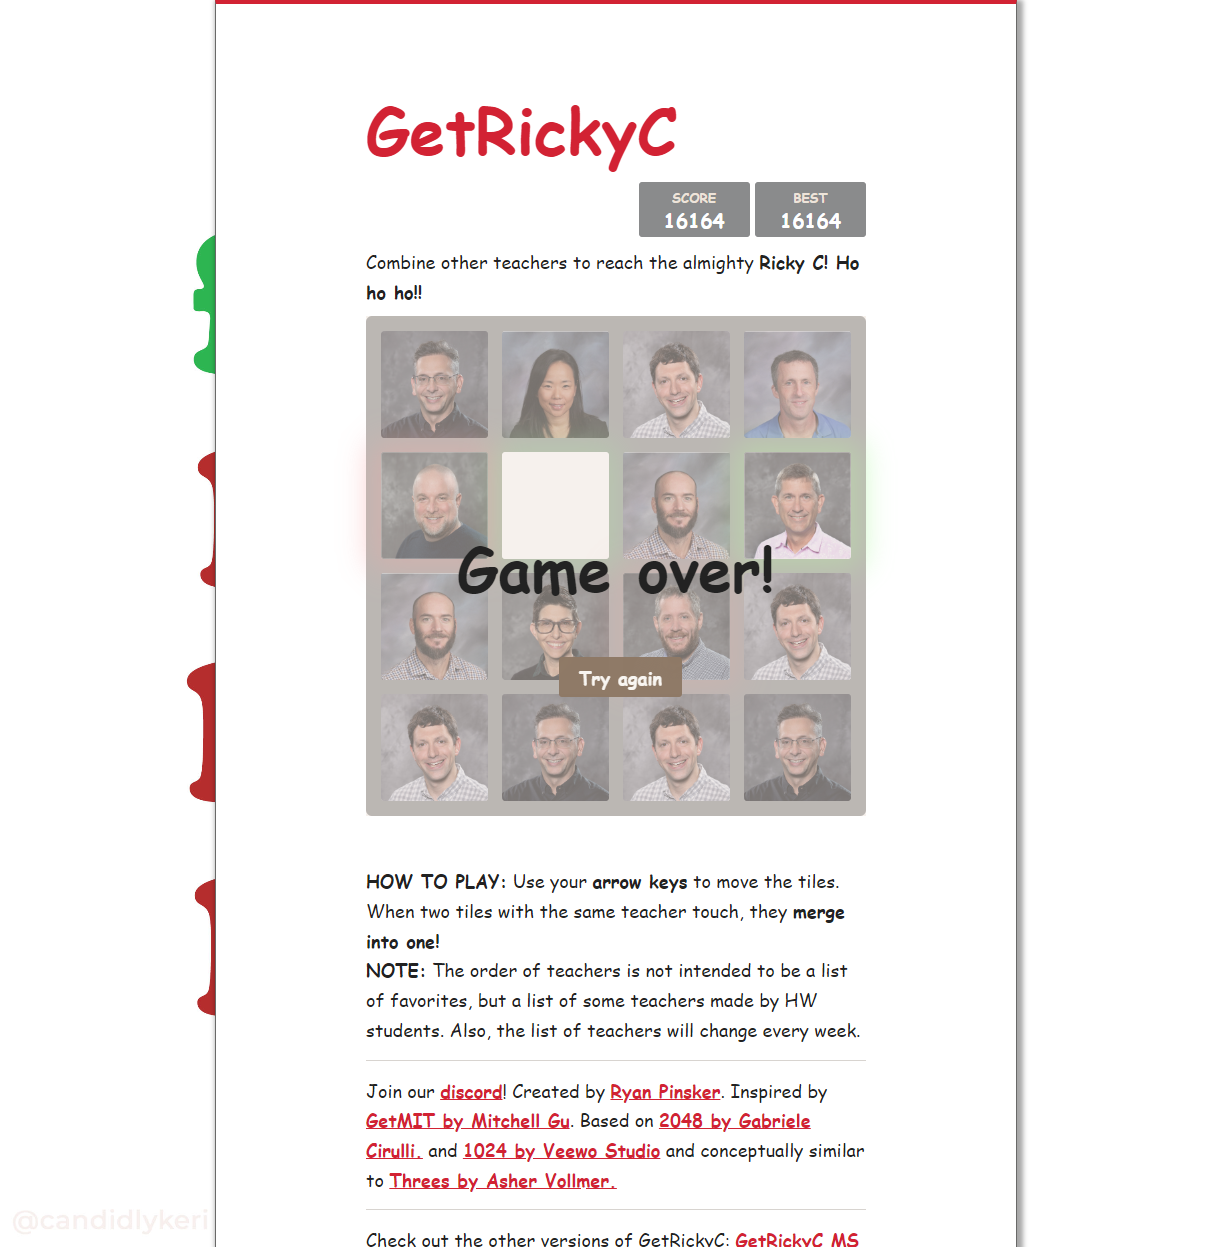 GetRickyC
SCORE BEST
16164 16164
Combine other teachers to reach the almighty Ricky C! Ho
ho ho!!
Game over!
Try again
HOW TO PLAY: Use your arrow keys to move the tiles.
When two tiles with the same teacher touch, they merge
into one!
NOTE: The order of teachers is not intended to be a list
of favorites, but a list of some teachers made by HW
students. Also, the list of teachers will change every week.
Join our discord! Created by Ryan Pinsker. Inspired by
GetMIT by Mitchell Gu. Based on 2048 by Gabriele
Cirulli. and 1024 by Veewo Studio and conceptually similar
to Threes by Asher Vollmer.
@candidlykeri
Check out the other versions of GetRickyC: GetRickyC MS